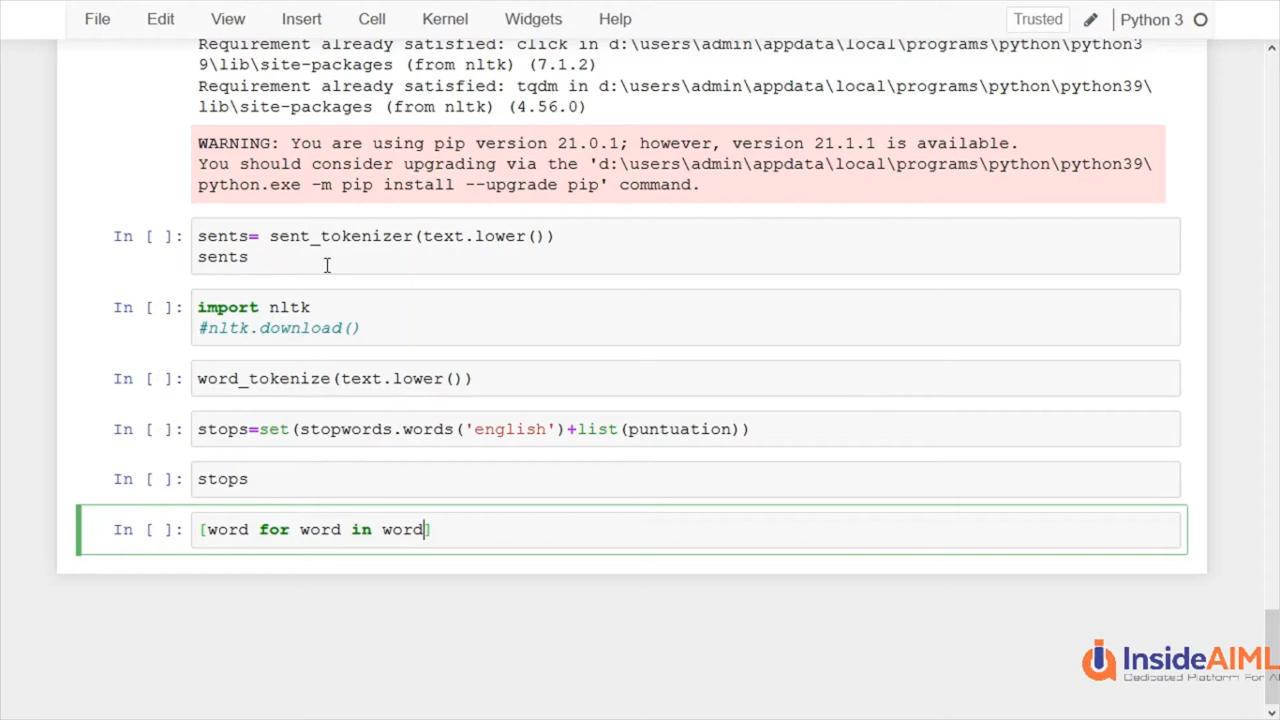 File Edit View Insert Cell Kernel Widgets Help Trusted Python 3
Requirement already satisfied: click in d:\users\admin\appdata\local\programs\python\python3
9\lib\site-packages (from nltk) (7.1.2)
Requirement already satisfied: tqdm in d:\users\admin\appdata\local\programs\python\python39\
lib\site-packages (from nltk) (4.56.0)
WARNING: You are using pip version 21.0.1; however, version 21.1.1 is available.
You should consider upgrading via the 'd:\users\admin\appdata\local\programs\python\python39\
python.exe -m pip install --upgrade pip' command.
In [ ]: sents= sent_tokenizer(text.lower())
sents
In [ ]: import nltk
#nltk.download()
In [ ]: word_tokenize(text.lower())
In [ ]: stops=set(stopwords.words('english')+list(puntuation))
In [ ]: stops
In [ ]: [word for word in word]
InsideAIML
Dedicated Platform For AI